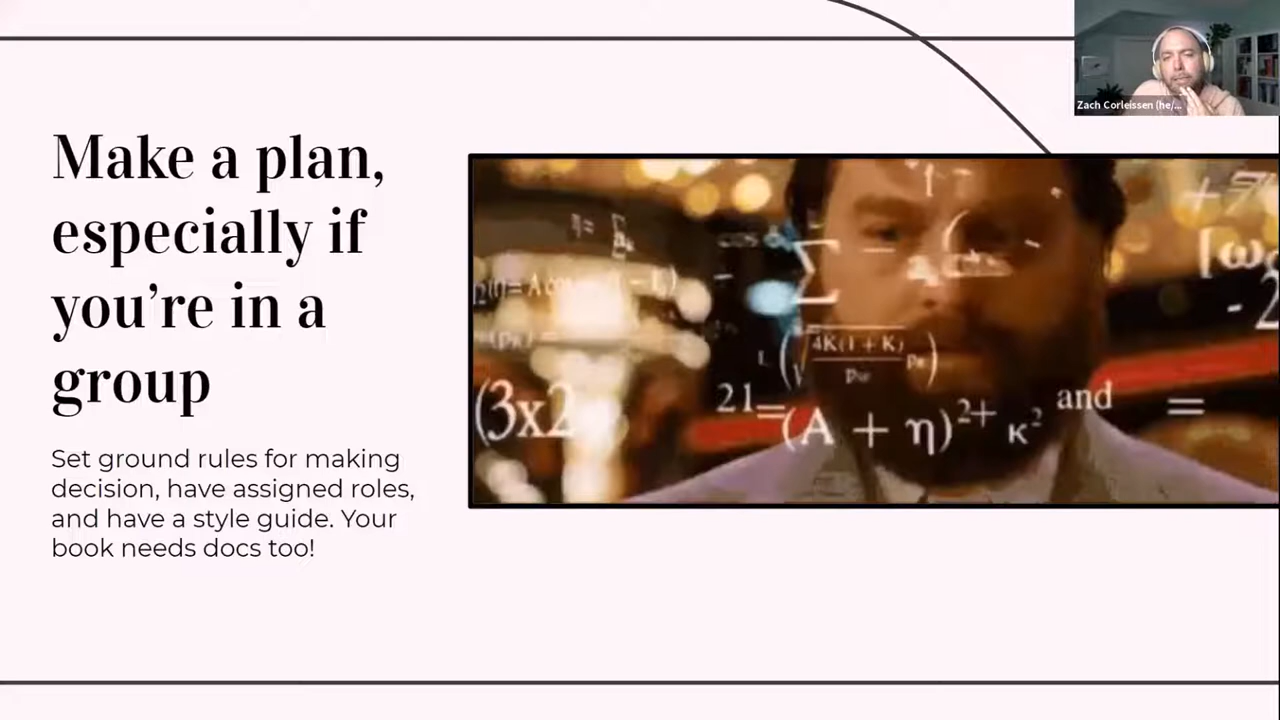 Make a plan,
especially if
you’re in a
group
Set ground rules for making
decision, have assigned roles,
and have a style guide. Your
book needs docs too!
Zach Corleissen (he/...
(3x2
21=
(A + η)²⁺ κ² and =